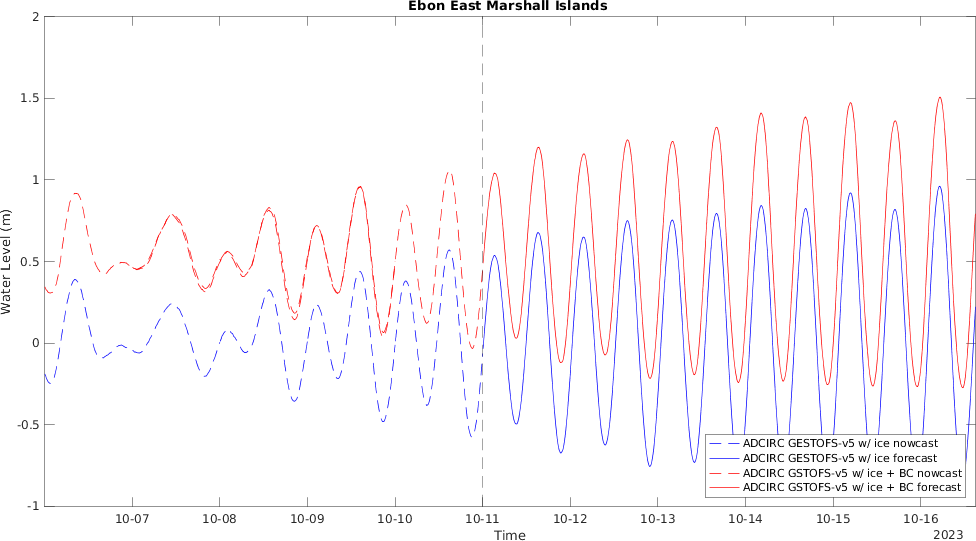 Ebon East Marshall Islands
2
1.5
1
0.5
0
-0.5
-1
Water Level (m)
ADCIRC GESTOFS-v5 w/ ice nowcast
ADCIRC GESTOFS-v5 w/ ice forecast
ADCIRC GSTOFS-v5 w/ ice + BC nowcast
ADCIRC GSTOFS-v5 w/ ice + BC forecast
10-07 10-08 10-09 10-10 10-11 10-12 10-13 10-14 10-15 10-16
Time
2023